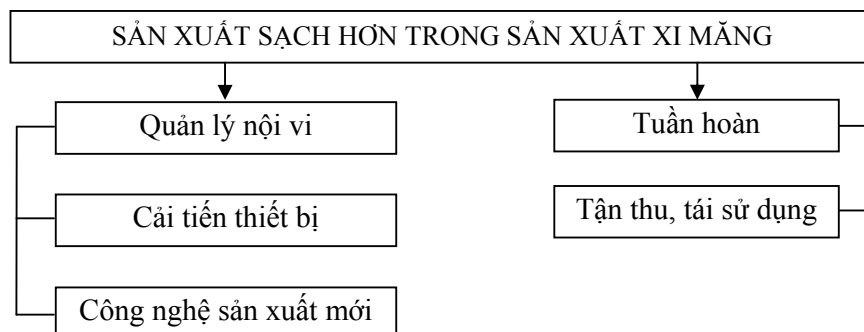 SẢN XUẤT SẠCH HƠN TRONG SẢN XUẤT XI MĂNG
Quản lý nội vi
Cải tiến thiết bị
Công nghệ sản xuất mới
Tuần hoàn
Tận thu, tái sử dụng